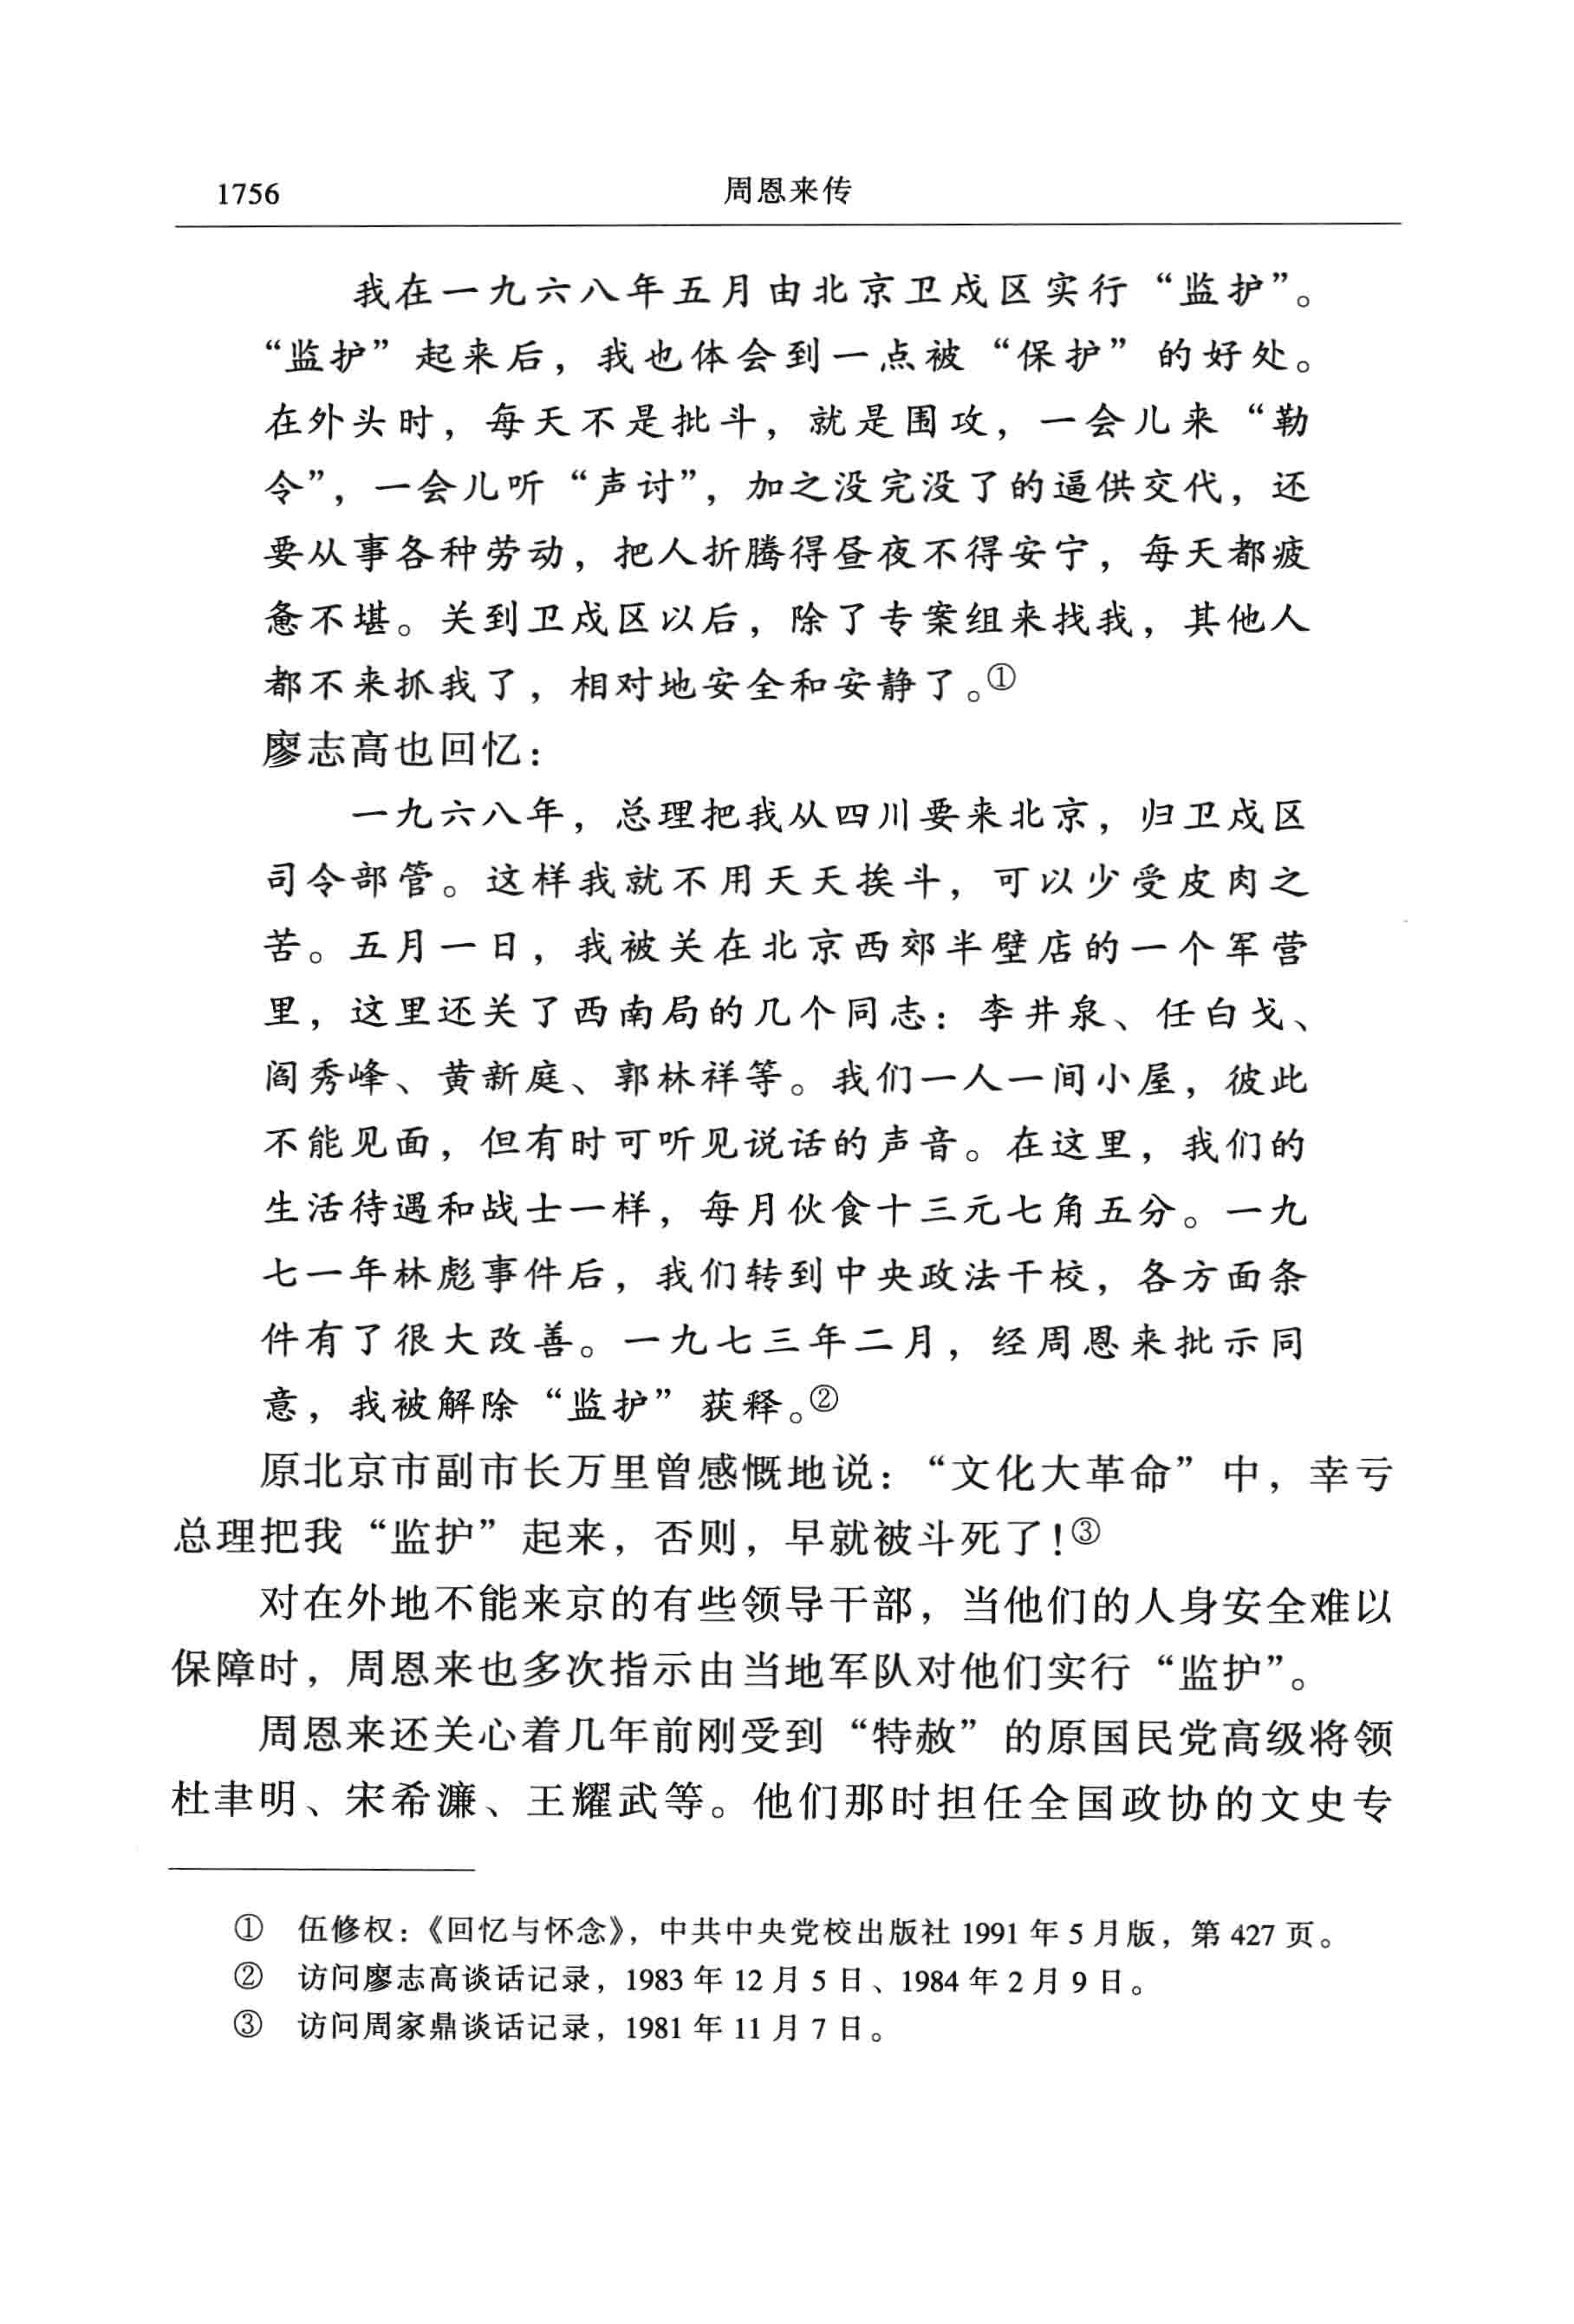 1756
周恩来传
我在一九六八年五月由北京卫戍区实行“监护”。
“监护”起来后，我也体会到一点被“保护”的好处。
在外头时，每天不是批斗，就是围攻，一会儿来“勒
令”，一会儿听“声讨”，加之没完没了的逼供交代，还
要从事各种劳动，把人折腾得昼夜不得安宁，每天都疲
惫不堪。关到卫戍区以后，除了专案组来找我，其他人
都不来抓我了，相对地安全和安静了。①
廖志高也回忆：
一九六八年，总理把我从四川要来北京，归卫戍区
司令部管。这样我就不用天天挨斗，可以少受皮肉之
苦。五月一日，我被关在北京西郊半壁店的一个军营
里，这里还关了西南局的几个同志：李井泉、任白戈、
阎秀峰、黄新庭、郭林祥等。我们一人一间小屋，彼此
不能见面，但有时可听见说话的声音。在这里，我们的
生活待遇和战士一样，每月伙食十三元七角五分。一九
七一年林彪事件后，我们转到中央政法干校，各方面条
件有了很大改善。一九七三年二月，经周恩来批示同
意，我被解除“监护”获释。②
原北京市副市长万里曾感慨地说：“文化大革命”中，幸亏
总理把我“监护”起来，否则，早就被斗死了！③
对在外地不能来京的有些领导干部，当他们的人身安全难以
保障时，周恩来也多次指示由当地军队对他们实行“监护”。
周恩来还关心着几年前刚受到“特赦”的原国民党高级将领
杜聿明、宋希濂、王耀武等。他们那时担任全国政协的文史专
① 伍修权：《回忆与怀念》，中共中央党校出版社 1991 年 5 月版，第 427 页。
② 访问廖志高谈话记录，1983 年 12 月 5 日、1984 年 2 月 9 日。
③ 访问周家鼎谈话记录，1981 年 11 月 7 日。